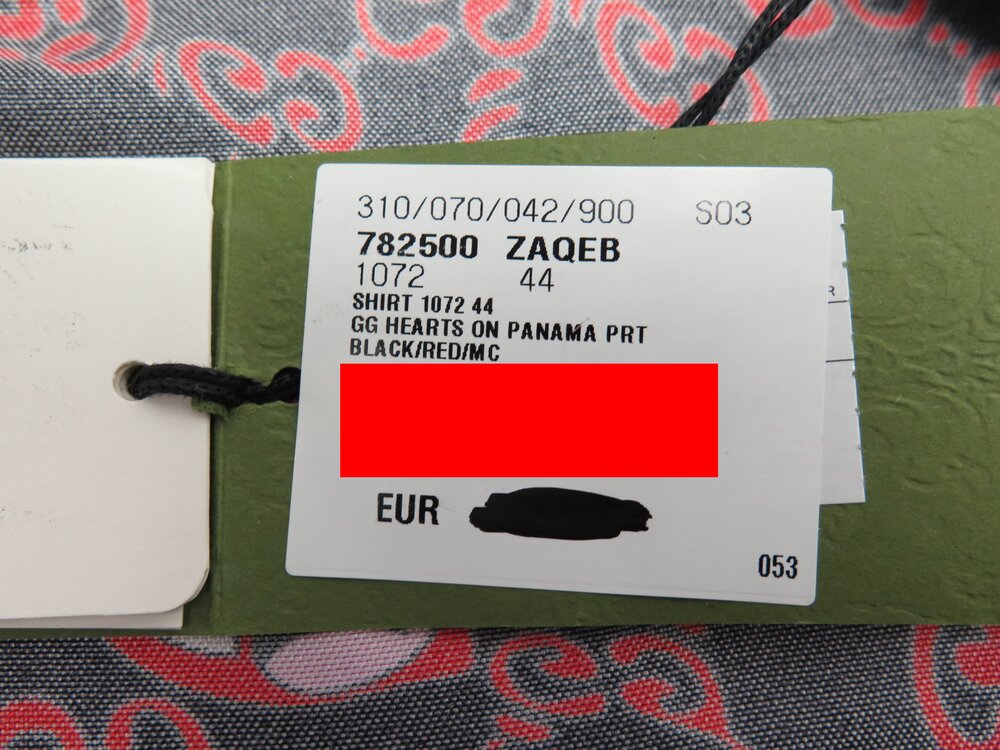 310/070/042/900 S03
782500 ZAQEB
1072 44
SHIRT 1072 44
GG HEARTS ON PANAMA PRT
BLACK/RED/MC
EUR
053
R